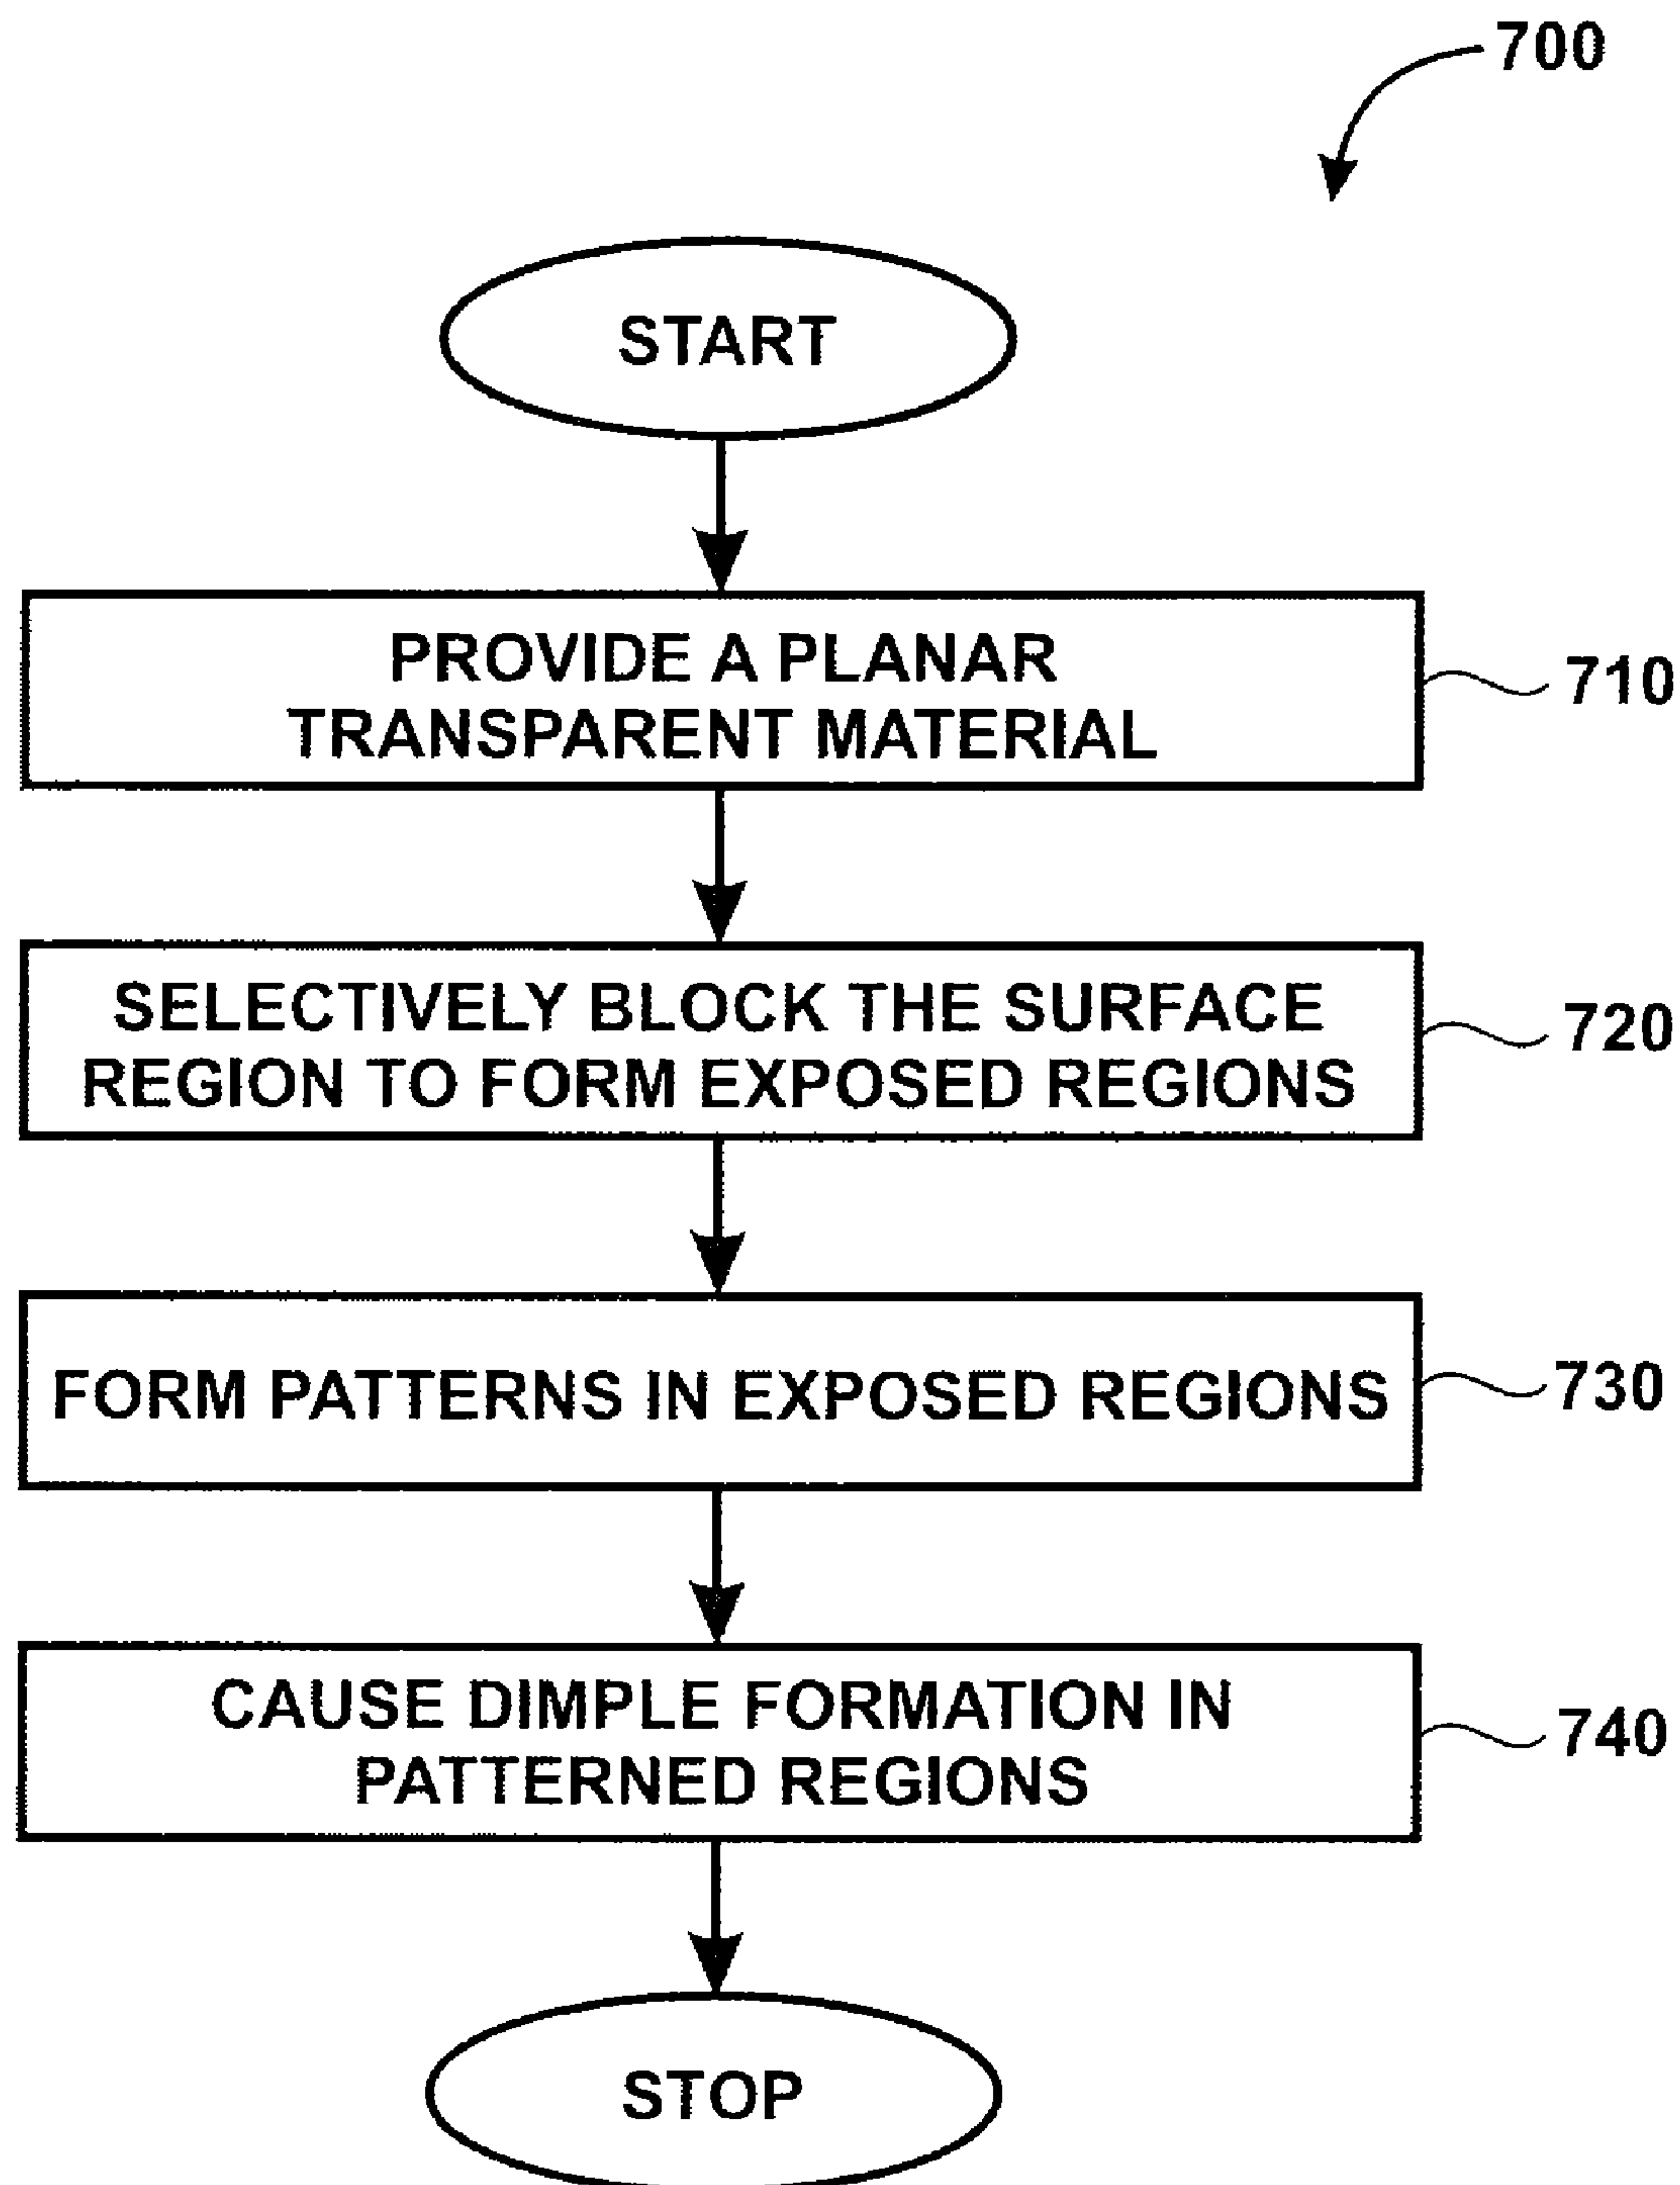 700
START
PROVIDE A PLANAR
TRANSPARENT MATERIAL
710
SELECTIVELY BLOCK THE SURFACE
REGION TO FORM EXPOSED REGIONS
720
FORM PATTERNS IN EXPOSED REGIONS
730
CAUSE DIMPLE FORMATION IN
PATTERNED REGIONS
740
STOP